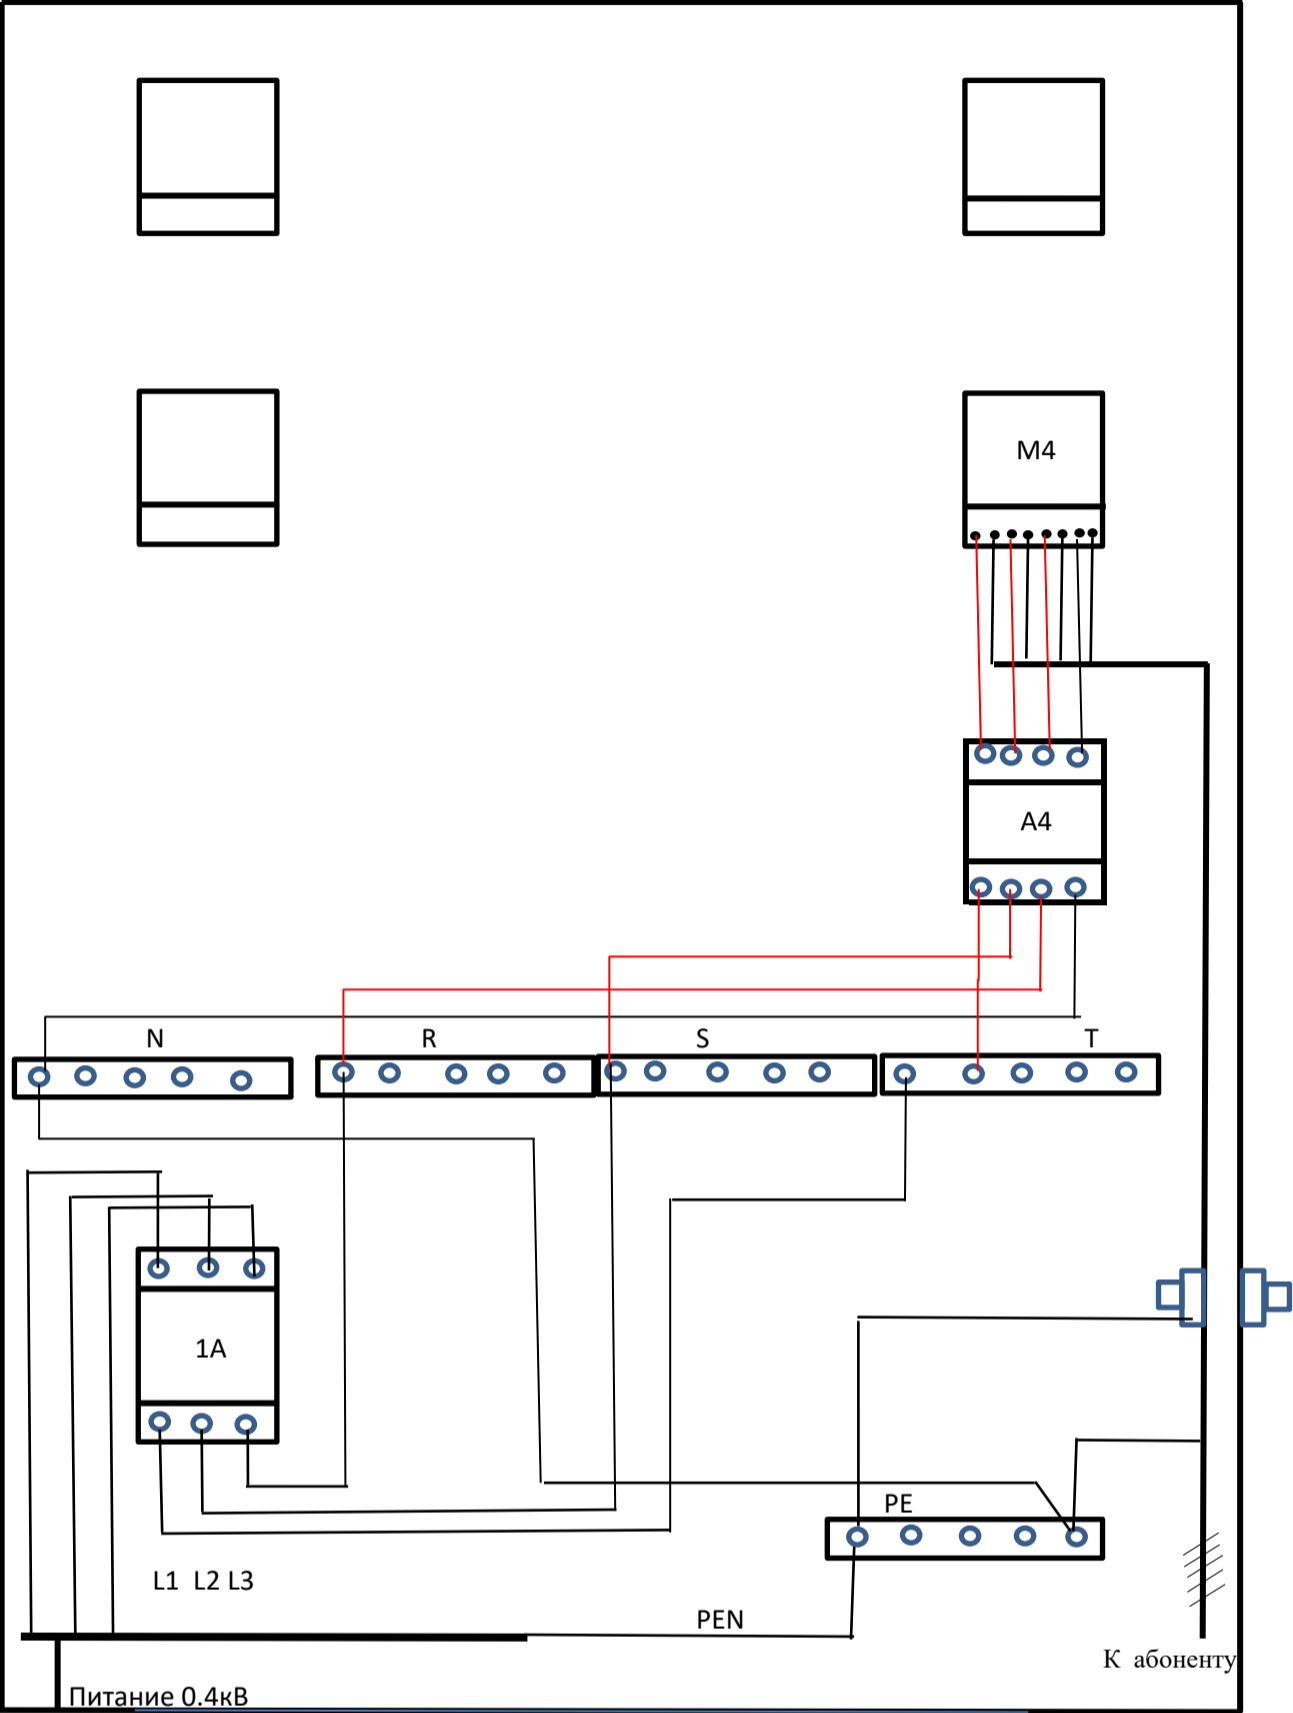 M4
A4
N R S T
1A
PE
L1 L2 L3
PEN
К абоненту
Питание 0.4кВ